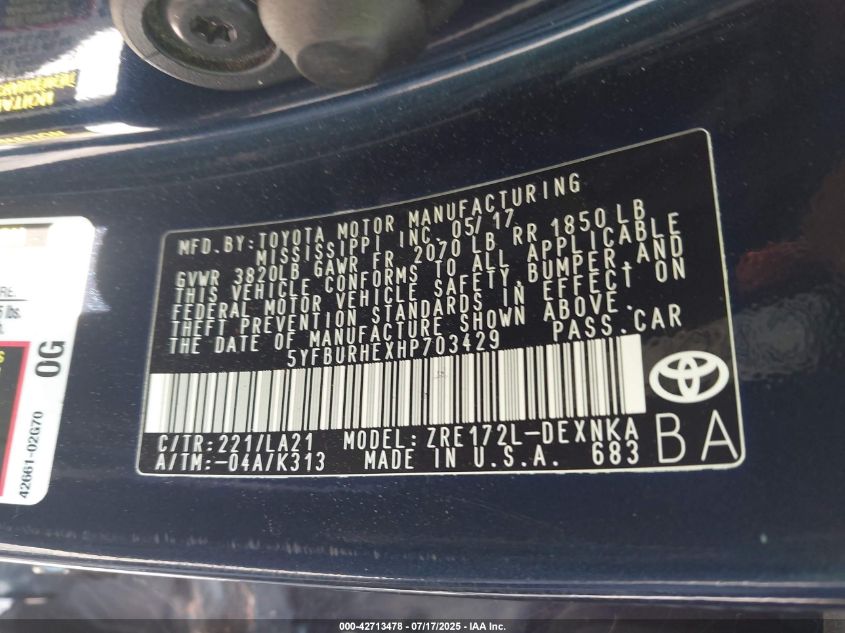 MFD. BY: TOYOTA MOTOR MANUFACTURING
MISSISSIPPI INC. 05/17
GVWR 3820LB GAWR FR 2070 LB RR 1850 LB
THIS VEHICLE CONFORMS TO ALL APPLICABLE
FEDERAL MOTOR VEHICLE SAFETY, BUMPER, AND
THEFT PREVENTION STANDARDS IN EFFECT ON
THE DATE OF MANUFACTURE SHOWN ABOVE.
5YFBURHEXHP703429 PASS. CAR
C/TR: 221/LA21 MODEL: ZRE172L-DEXNKA
A/TM: -04A/K313 MADE IN U.S.A. 683
BA
RE.
lbs.
0G
42661-02G70
000-42713478 - 07/17/2025 - IAA Inc.